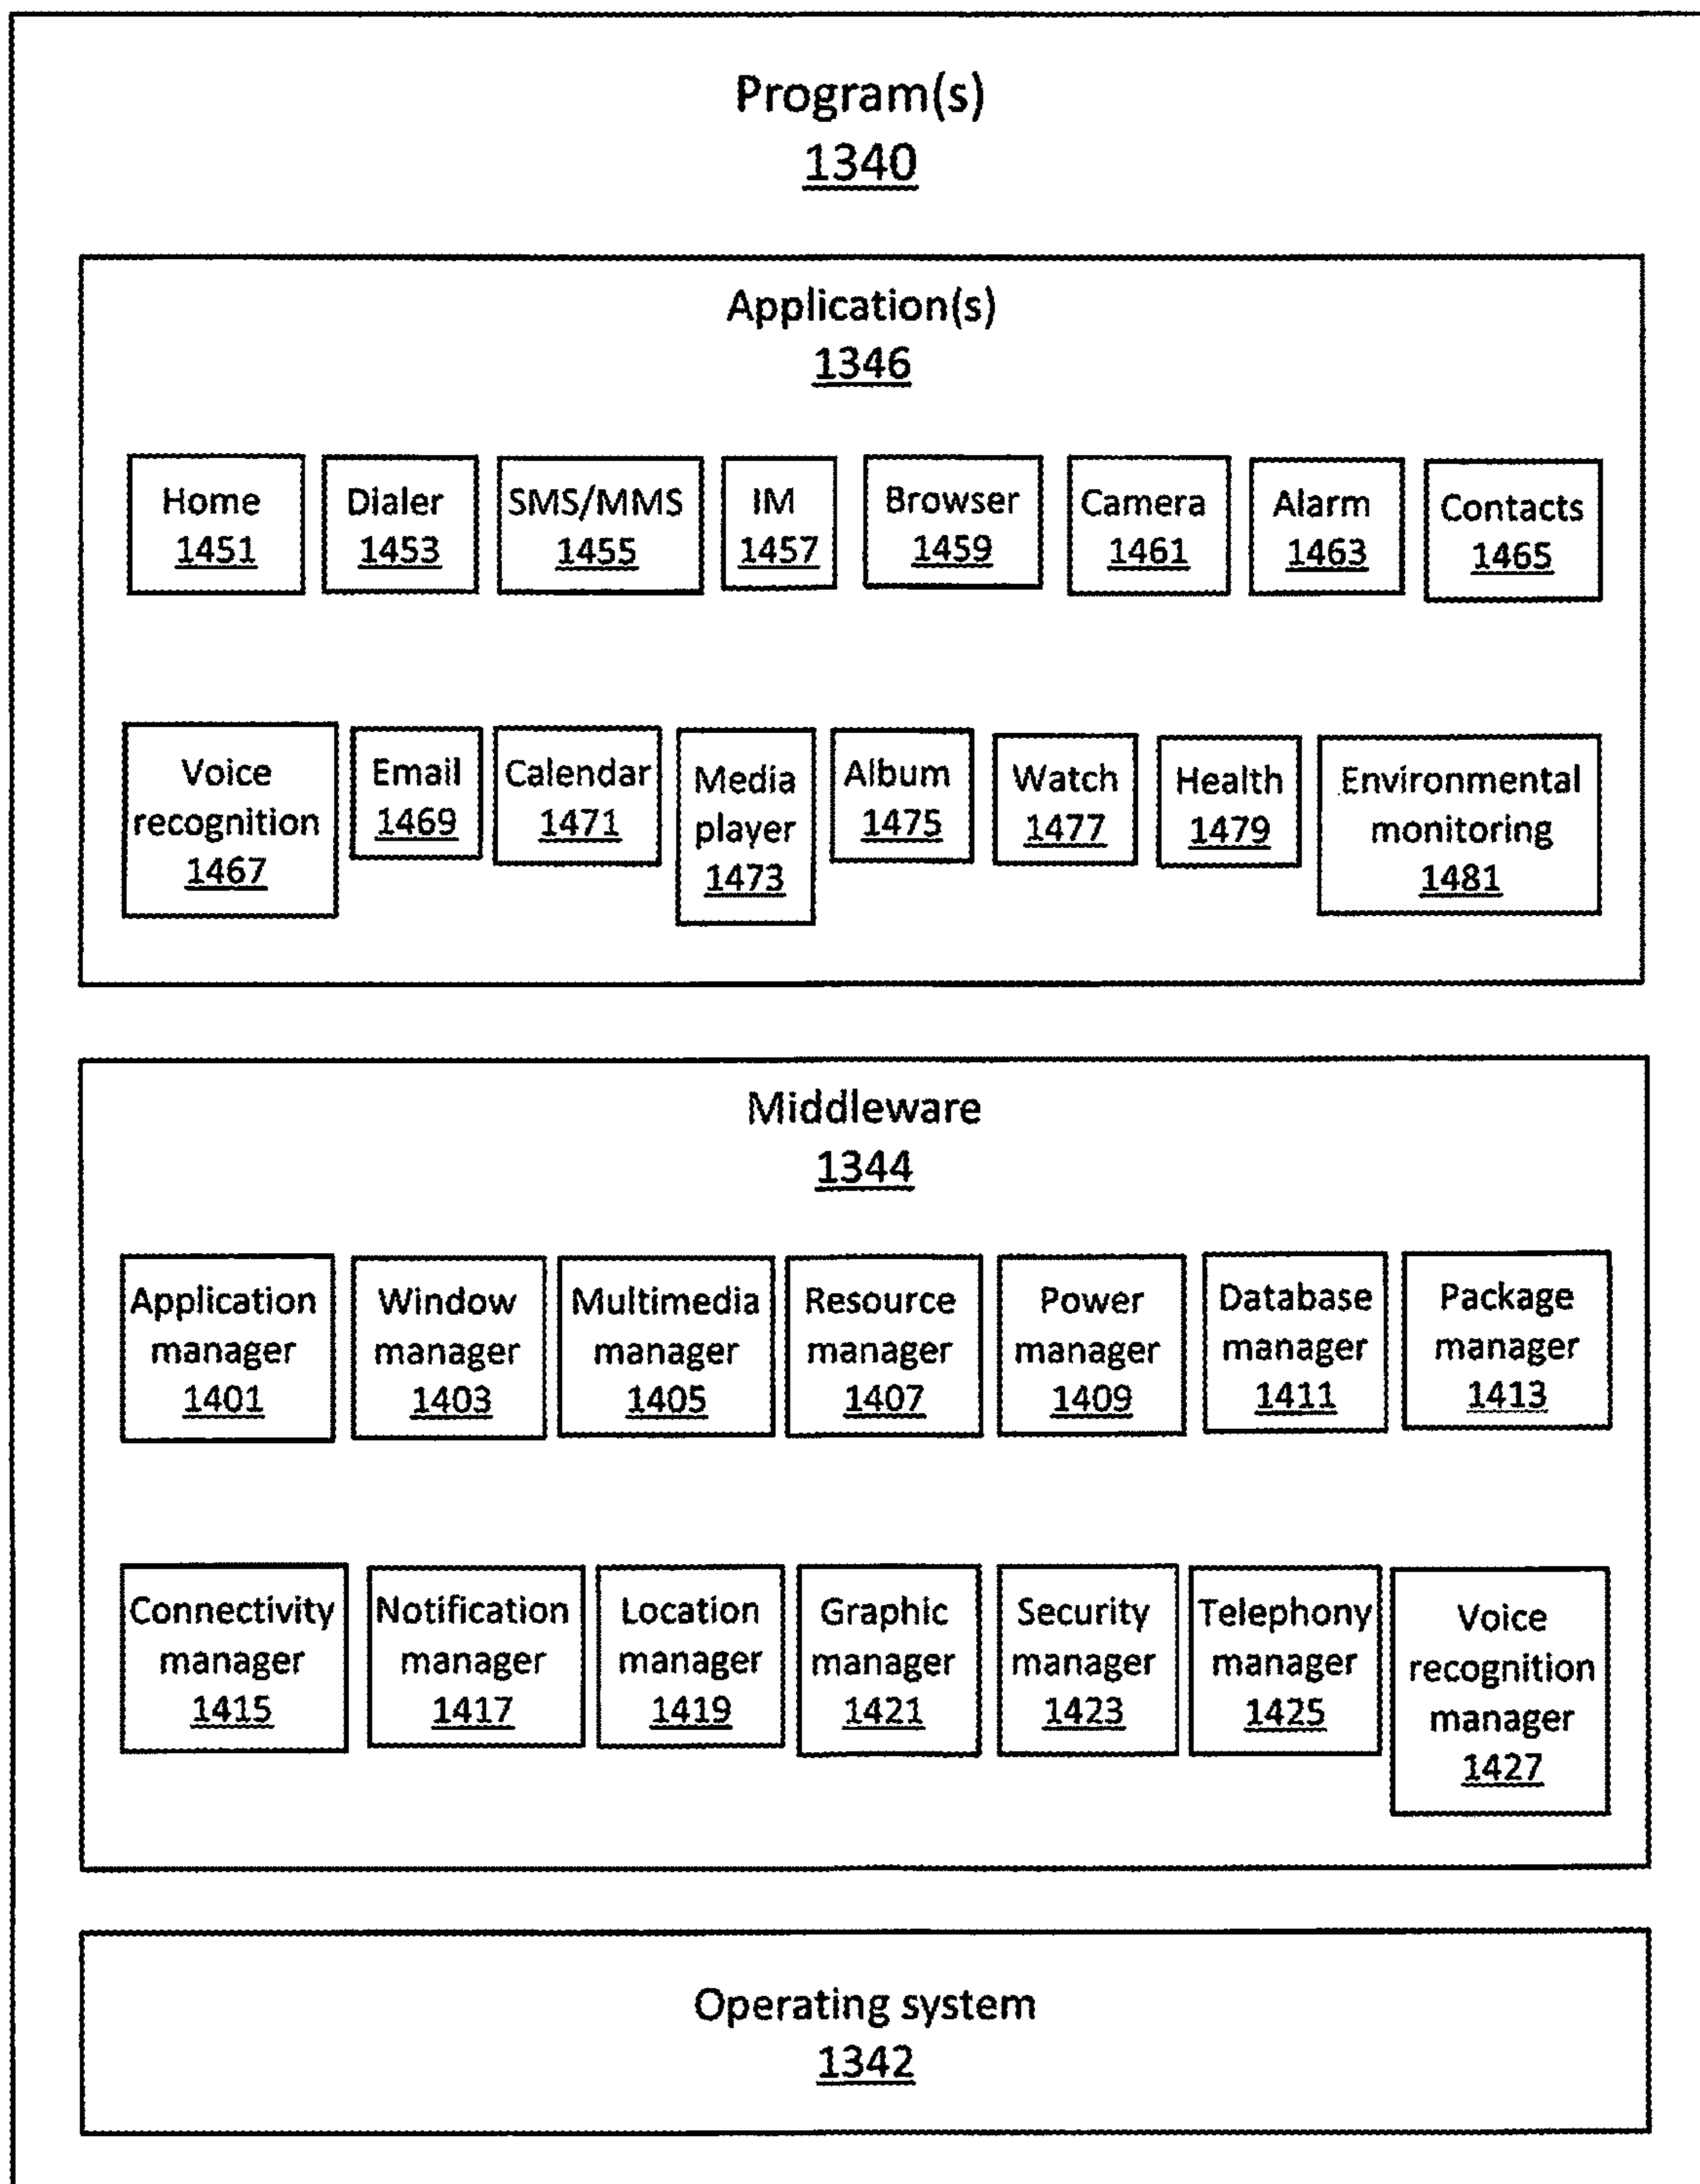 Program(s)
1340
Application(s)
1346
Home
1451
Dialer
1453
SMS/MMS
1455
IM
1457
Browser
1459
Camera
1461
Alarm
1463
Contacts
1465
Voice
recognition
1467
Email
1469
Calendar
1471
Media
player
1473
Album
1475
Watch
1477
Health
1479
Environmental
monitoring
1481
Middleware
1344
Application
manager
1401
Window
manager
1403
Multimedia
manager
1405
Resource
manager
1407
Power
manager
1409
Database
manager
1411
Package
manager
1413
Connectivity
manager
1415
Notification
manager
1417
Location
manager
1419
Graphic
manager
1421
Security
manager
1423
Telephony
manager
1425
Voice
recognition
manager
1427
Operating system
1342